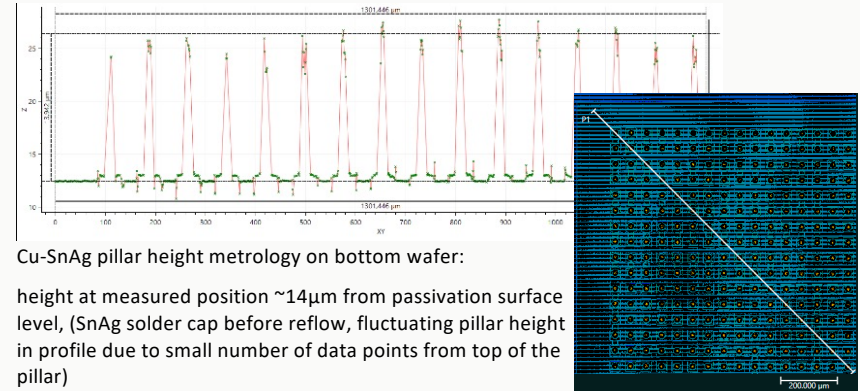 1301.446 µm
25
20
15
10
Z
0 100 200 300 400 500 600 700 800 900 1000
1301.446 µm
XY
P1
200.000 µm
Cu-SnAg pillar height metrology on bottom wafer:
height at measured position ~14µm from passivation surface
level, (SnAg solder cap before reflow, fluctuating pillar height
in profile due to small number of data points from top of the
pillar)